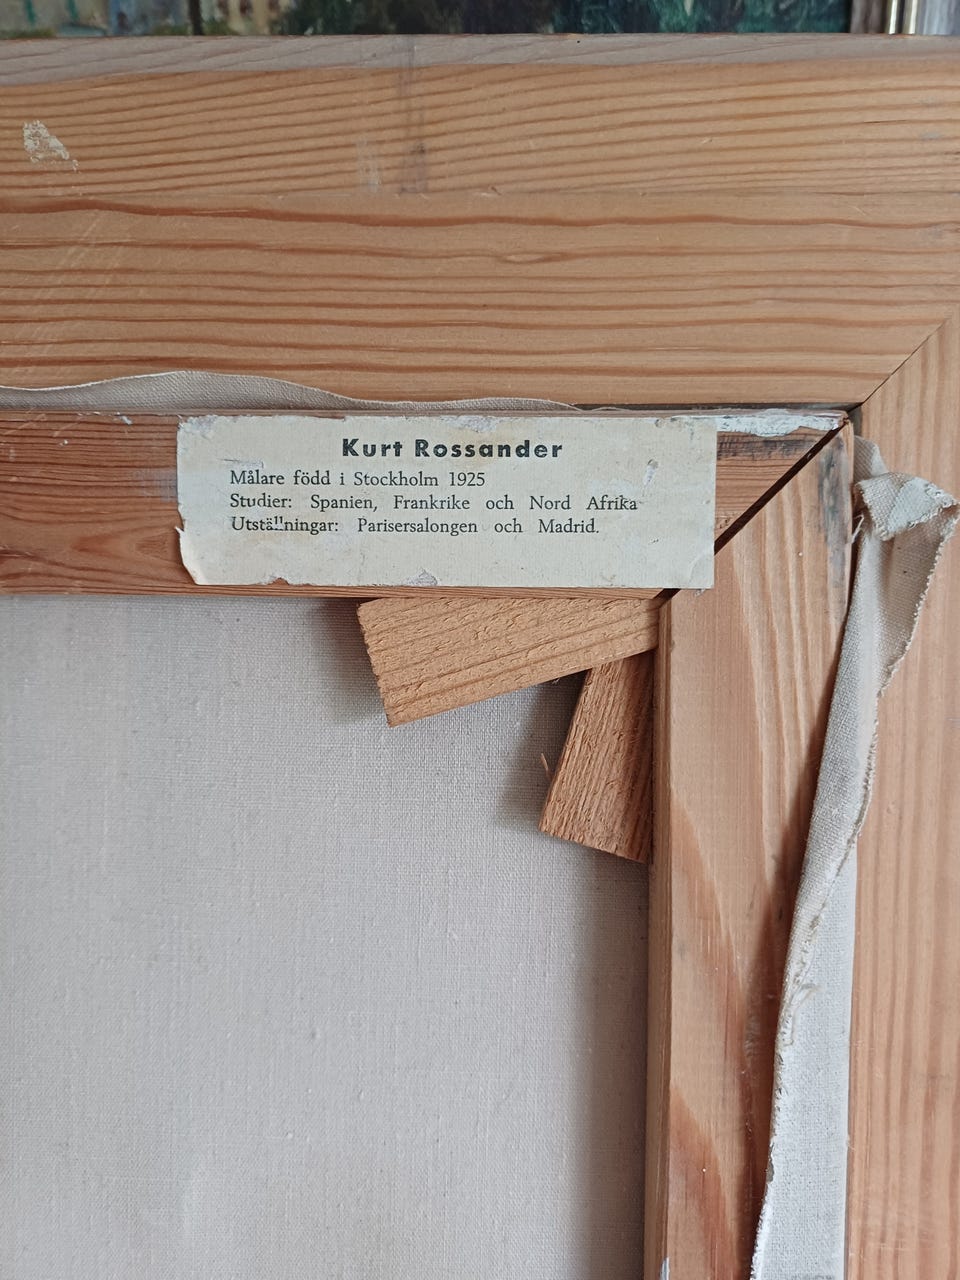 Kurt Rossander
Målare född i Stockholm 1925
Studier: Spanien, Frankrike och Nord Afrika
Utställningar: Parisersalongen och Madrid.